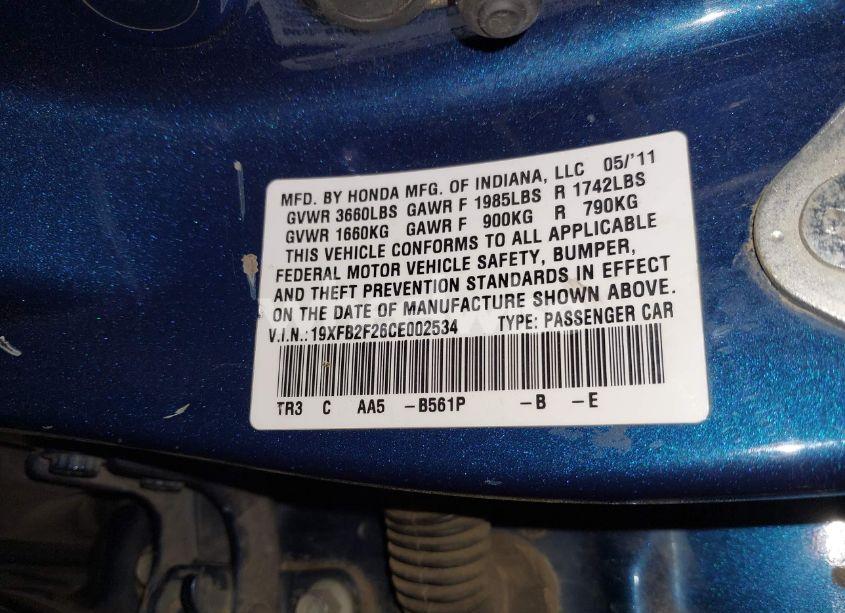 MFD. BY HONDA MFG. OF INDIANA, LLC 05/'11
GVWR 3660LBS GAWR F 1985LBS R 1742LBS
GVWR 1660KG GAWR F 900KG R 790KG
THIS VEHICLE CONFORMS TO ALL APPLICABLE
FEDERAL MOTOR VEHICLE SAFETY, BUMPER,
AND THEFT PREVENTION STANDARDS IN EFFECT
ON THE DATE OF MANUFACTURE SHOWN ABOVE.
V.I.N.:19XFB2F26CE002534 TYPE: PASSENGER CAR
TR3 C AA5 -B561P -B -E